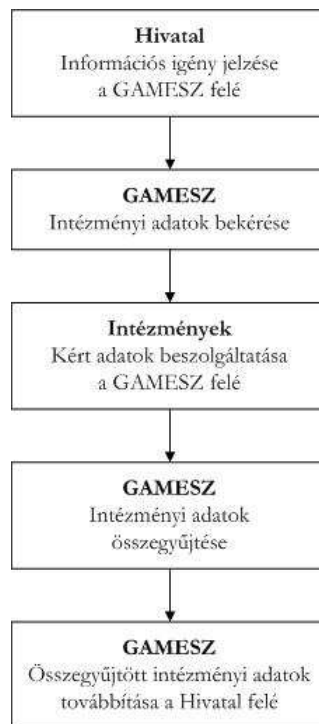 Hivatal
Információs igény jelzése
a GAMESZ felé
GAMESZ
Intézményi adatok bekérése
Intézmények
Kért adatok beszolgáltatása
a GAMESZ felé
GAMESZ
Intézményi adatok
összegyűjtése
GAMESZ
Összegyűjtött intézményi adatok
továbbítása a Hivatal felé